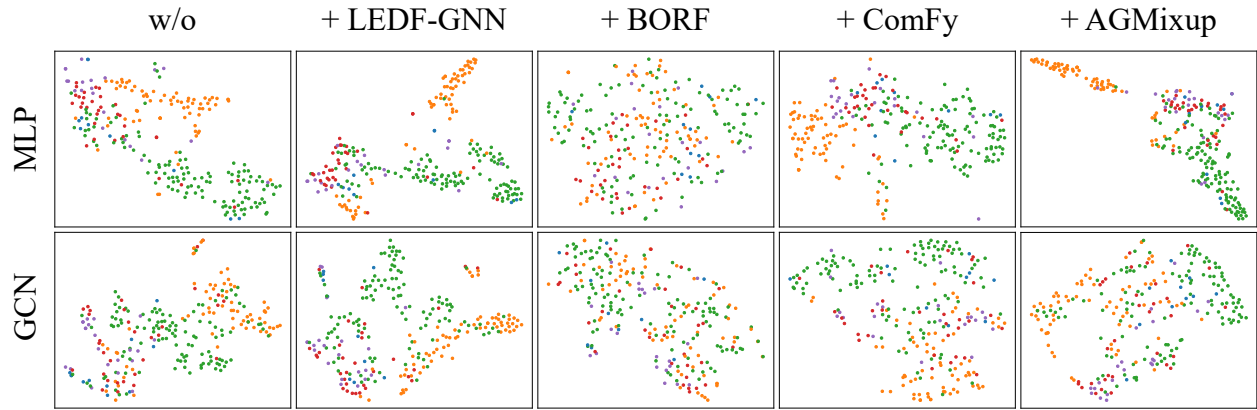 w/o + LEDF-GNN + BORF + ComFy + AGMixup
MLP
GCN